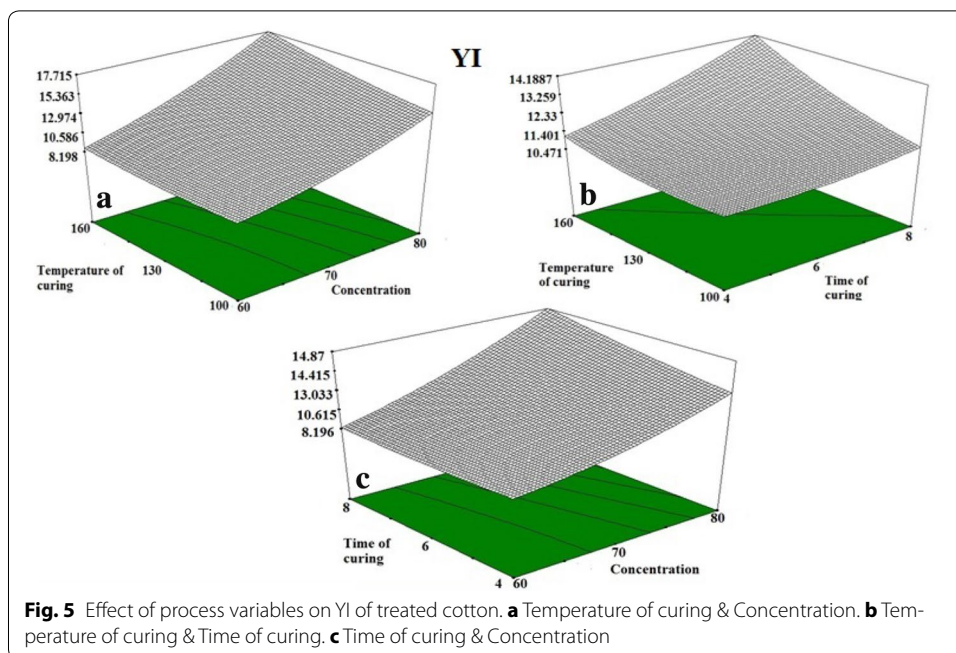 YI
17.715
15.363
12.974
10.586
8.198
a
160
Temperature of
curing
130
100
60
70
Concentration
80
14.1887
13.259
12.33
11.401
10.471
b
160
Temperature
of curing
130
100
4
6
Time of
curing
8
14.87
14.415
13.033
10.615
8.196
c
8
Time of
curing
6
4
60
70
Concentration
80
Fig. 5 Effect of process variables on YI of treated cotton. a Temperature of curing & Concentration. b Tem-
perature of curing & Time of curing. c Time of curing & Concentration